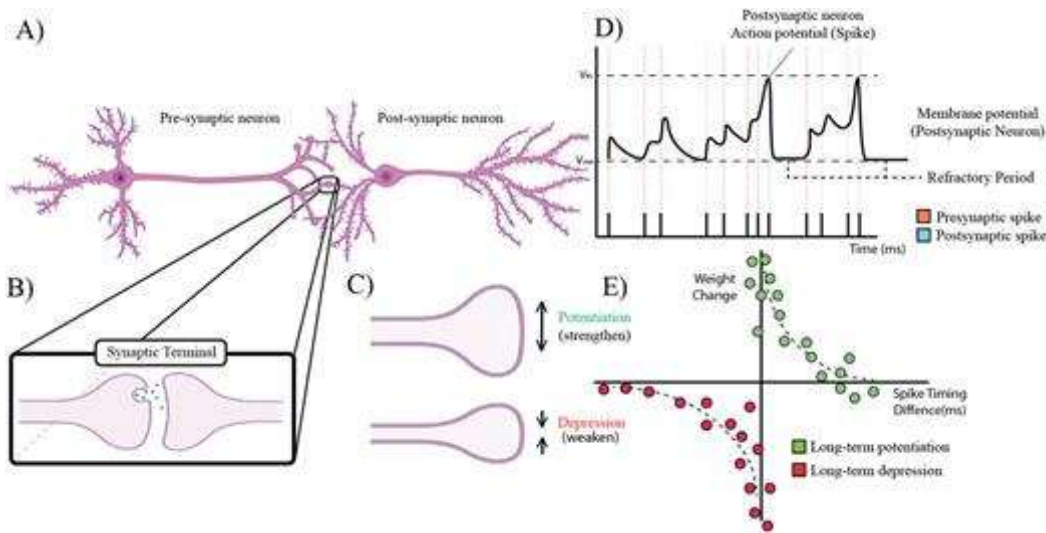 A)
Pre-synaptic neuron
Post-synaptic neuron
B)
Synaptic Terminal
C)
Potentiation
(strengthen)
Depression
(weaken)
D)
Postsynaptic neuron
Action potential (Spike)
Membrane potential
(Postsynaptic Neuron)
Refractory Period
Presynaptic spike
Postsynaptic spike
Time (ms)
E)
Weight
Change
Spike Timing
Diffence(ms)
Long-term potentiation
Long-term depression